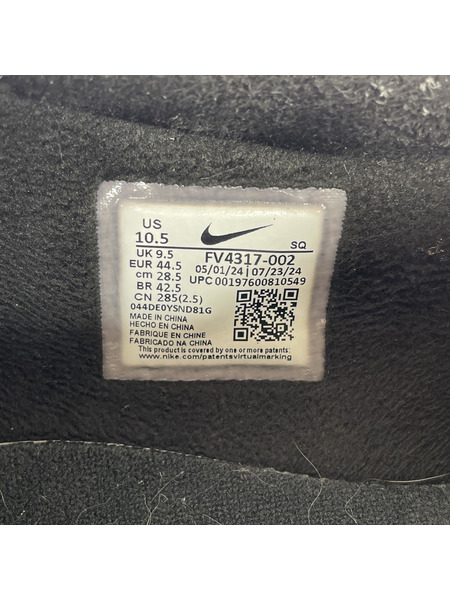 US
10.5
SQ
UK 9.5
FV4317-002
EUR 44.5
05/01/24 | 07/23/24
cm 28.5
UPC 00197600810549
BR 42.5
CN 285(2.5)
044DE0YSND81G
MADE IN CHINA
HECHO EN CHINA
FABRIQUE EN CHINE
FABRICADO NA CHINA
This product is covered by one or more patents:
www.nike.com/patentsvirtualmarking